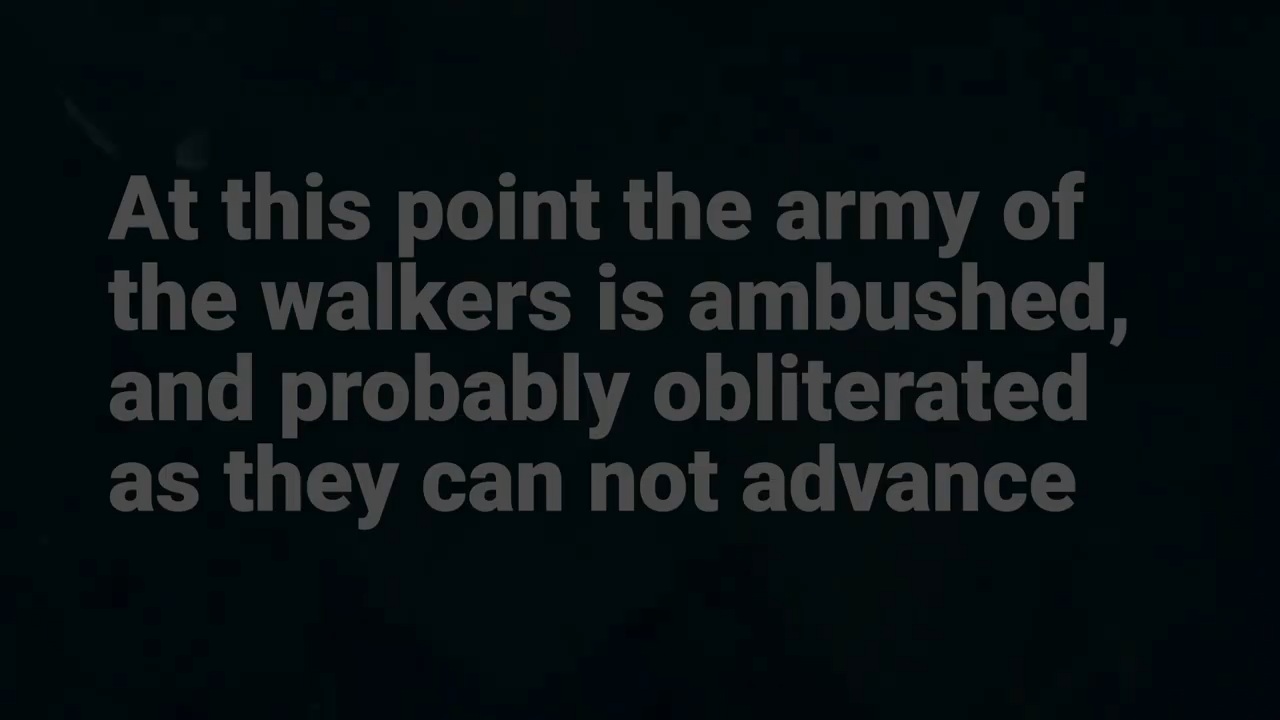 At this point the army of
the walkers is ambushed,
and probably obliterated
as they can not advance